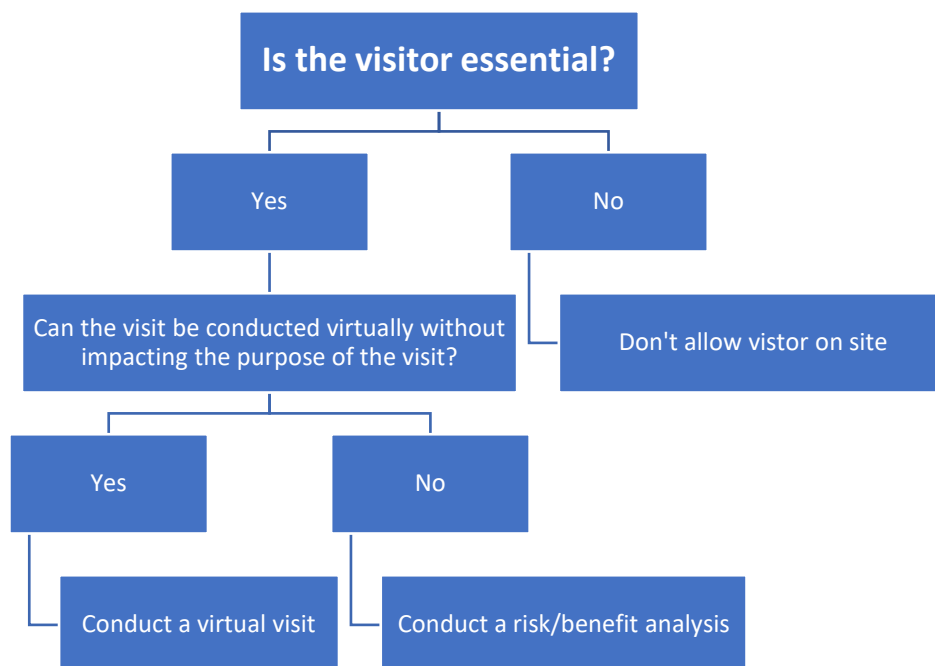 Is the visitor essential?
Yes
No
Can the visit be conducted virtually without
impacting the purpose of the visit?
Don't allow vistor on site
Yes
No
Conduct a virtual visit
Conduct a risk/benefit analysis